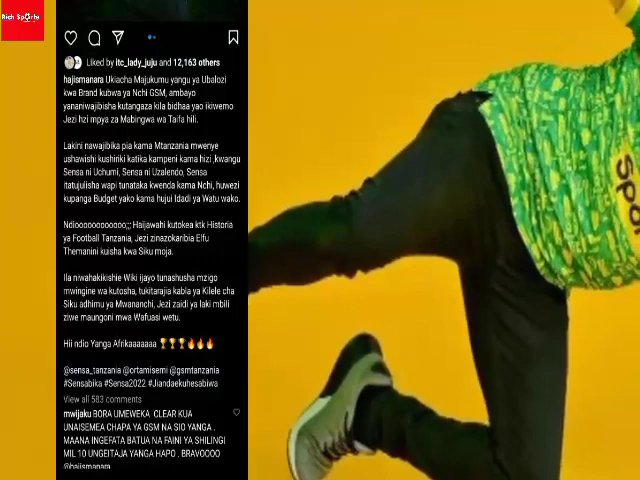 Rich Sports
Liked by itc_lady_juju and 12,163 others
hajismanara Ukiacha Majukumu yangu ya Ubalozi
kwa Brand kubwa ya Nchi GSM, ambayo
yananiwajibisha kutangaza kila bidhaa yao ikiwemo
Jezi hzi mpya za Mabingwa wa Taifa hili.
Lakini nawajibika pia kama Mtanzania mwenye
ushawishi kushiriki katika kampeni kama hizi ,kwangu
Sensa ni Uchumi, Sensa ni Uzalendo, Sensa
itatujulisha wapi tunataka kwenda kama Nchi, huwezi
kupanga Budget yako kama hujui Idadi ya Watu wako.
Ndiooooooooooo;;; Haijawahi kutokea ktk Historia
ya Football Tanzania, Jezi zinazokaribia Elfu
Themanini kuisha kwa Siku moja.
Ila niwahakikishie Wiki ijayo tunashusha mzigo
mwingine wa kutosha, tukitarajia kabla ya Kilele cha
Siku adhimu ya Mwananchi, Jezi zaidi ya laki mbili
ziwe maungoni mwa Wafuasi wetu.
Hii ndio Yanga Afrikaaaaaaa 🏆🏆🏆🔥🔥🔥
@sensa_tanzania @ortamisemi @gsmtanzania
#Sensabika #Sensa2022 #Jiandaekuhesabiwa
View all 583 comments
mwijaku BORA UMEWEKA CLEAR KUA
UNAISEMEA CHAPA YA GSM NA SIO YANGA .
MAANA INGEFATA BATUA NA FAINI YA SHILINGI
MIL 10 UNGEITAJA YANGA HAPO . BRAVOOOO
@hajismanara